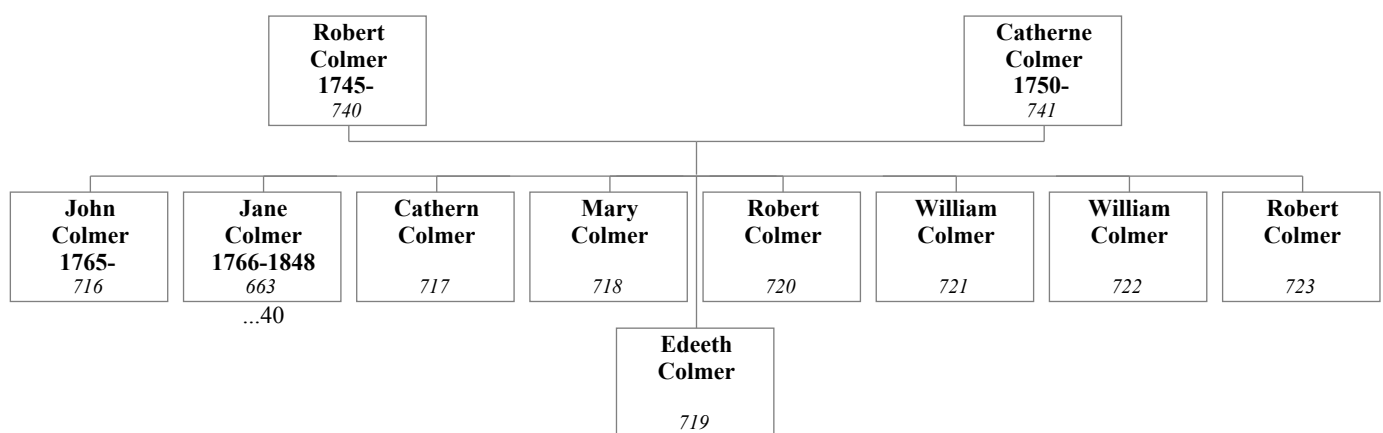 Robert
Colmer
1745-
740
Catherne
Colmer
1750-
741
John
Colmer
1765-
716
Jane
Colmer
1766-1848
663
...40
Cathern
Colmer
717
Mary
Colmer
718
Robert
Colmer
720
William
Colmer
721
William
Colmer
722
Robert
Colmer
723
Edeeth
Colmer
719